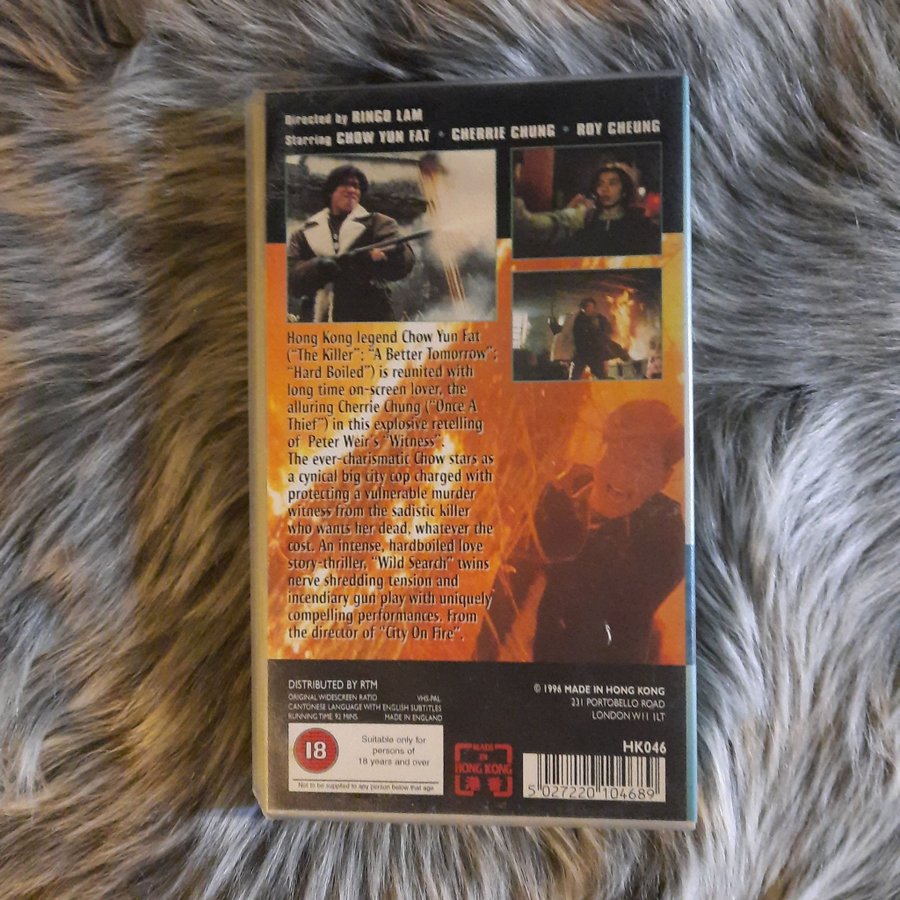 Directed by RINGO LAM
Starring CHOW YUN FAT • CHERRIE CHUNG • ROY CHEUNG
Hong Kong legend Chow Yun Fat
("The Killer"; "A Better Tomorrow";
"Hard Boiled") is reunited with
long time on-screen lover, the
alluring Cherrie Chung ("Once A
Thief") in this explosive retelling
of Peter Weir's "Witness".
The ever-charismatic Chow stars as
a cynical big city cop charged with
protecting a vulnerable murder
witness from the sadistic killer
who wants her dead, whatever the
cost. An intense, hardboiled love
story-thriller, "Wild Search" twins
nerve shredding tension and
incendiary gun play with uniquely
compelling performances. From
the director of "City On Fire".
DISTRIBUTED BY RTM
ORIGINAL WIDESCREEN RATIO VHS-PAL
CANTONESE LANGUAGE WITH ENGLISH SUBTITLES
RUNNING TIME: 92 MINS MADE IN ENGLAND
18
Suitable only for
persons of
18 years and over
Not to be supplied to any person below that age
MADE
IN
HONG KONG
© 1996 MADE IN HONG KONG
231 PORTOBELLO ROAD
LONDON W11 1LT
HK046
5 027220 104689